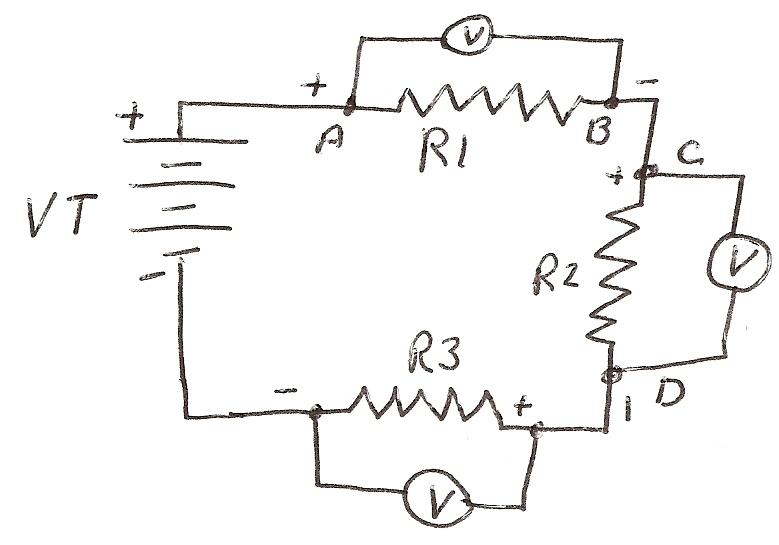 V
+ -
+
A R1 B
+ C
VT
R2 V
-
R3
- + D
V